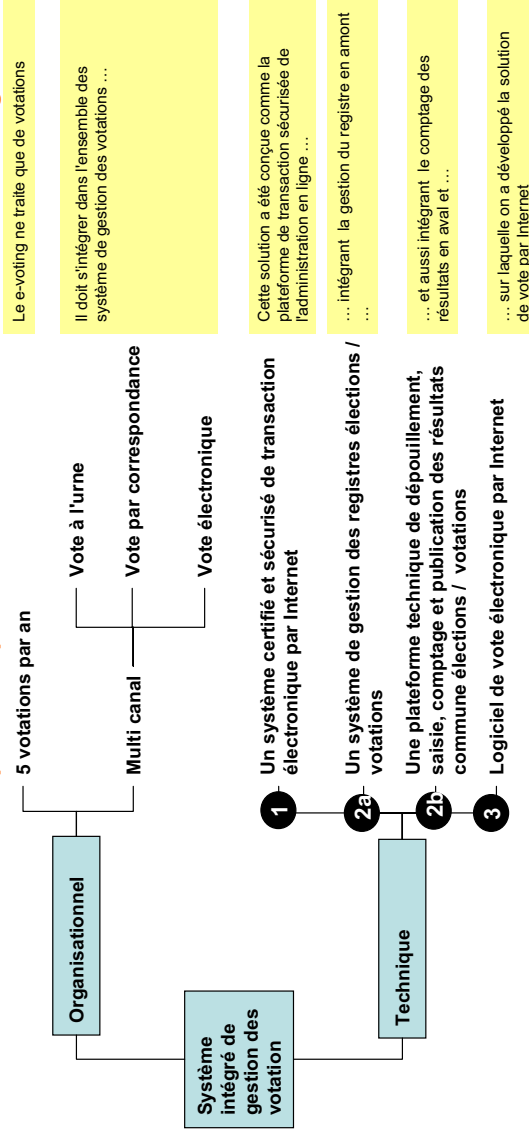 Système
intégré de
gestion des
votation
Organisationnel
5 votations par an
Le e-voting ne traite que de votations
Multi canal
Vote à l'urne
Vote par correspondance
Vote électronique
Il doit s'intégrer dans l'ensemble des
système de gestion des votations …
Technique
1
Un système certifié et sécurisé de transaction
électronique par Internet
Cette solution a été conçue comme la
plateforme de transaction sécurisée de
l'administration en ligne …
2a
Un système de gestion des registres élections /
votations
… intégrant la gestion du registre en amont
…
2b
Une plateforme technique de dépouillement,
saisie, comptage et publication des résultats
commune élections / votations
… et aussi intégrant le comptage des
résultats en aval et …
3
Logiciel de vote électronique par Internet
… sur laquelle on a développé la solution
de vote par Internet